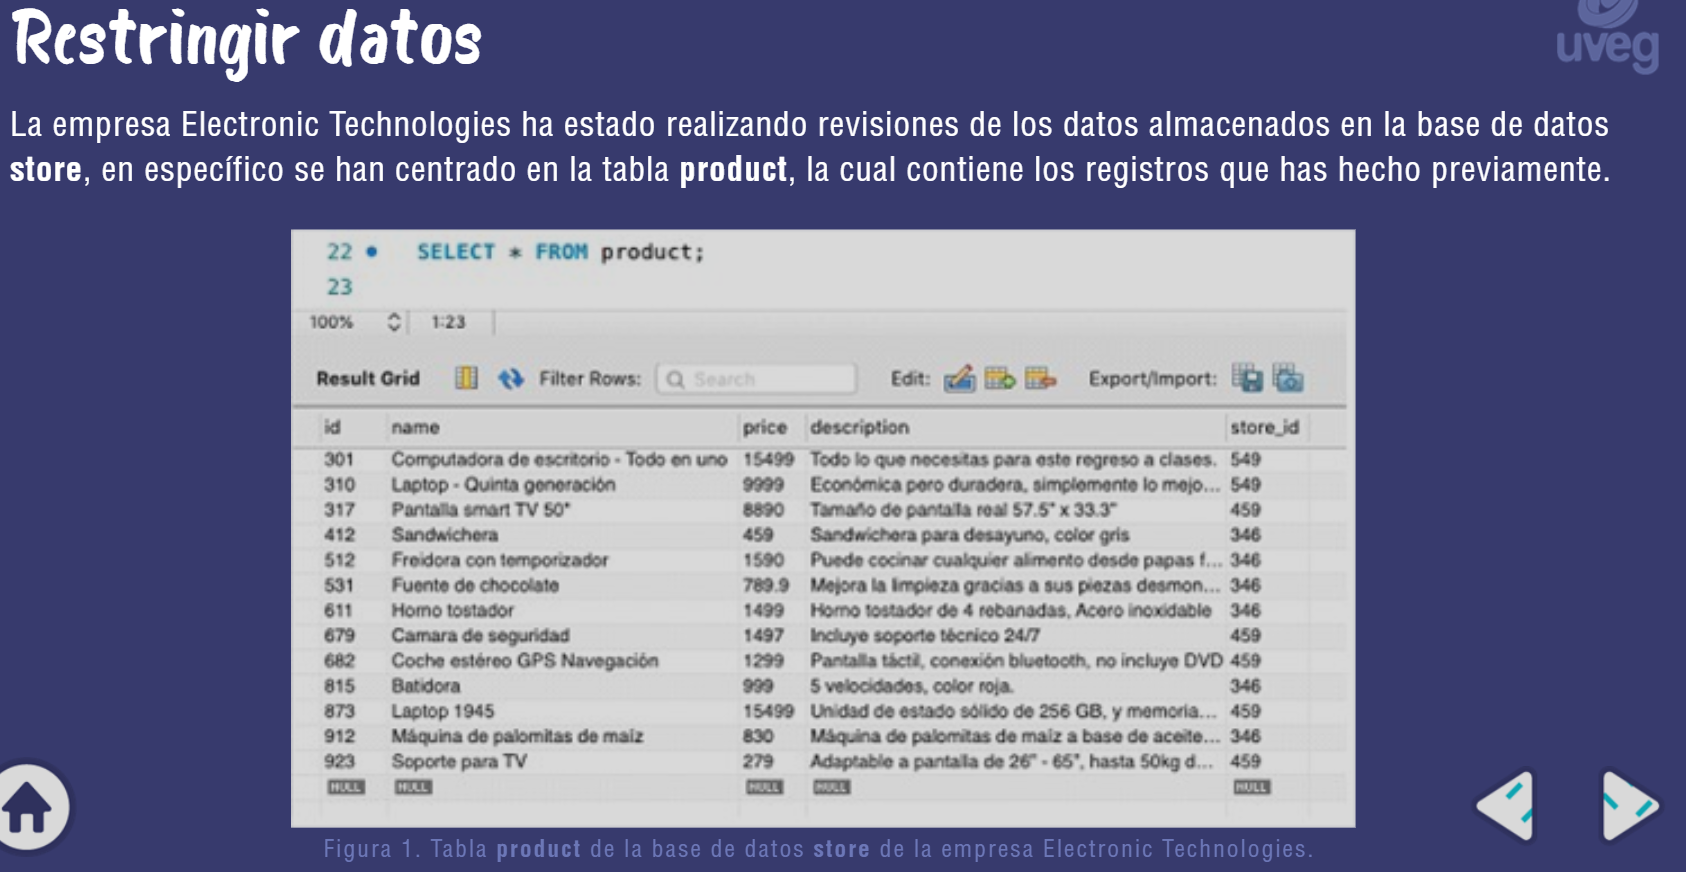 Restringir datos
uveg
La empresa Electronic Technologies ha estado realizando revisiones de los datos almacenados en la base de datos
store, en específico se han centrado en la tabla product, la cual contiene los registros que has hecho previamente.
22 SELECT * FROM product;
23
100% 1:23
Result Grid Filter Rows: Search Edit: Export/Import:
id name price description store_id
301 Computadora de escritorio - Todo en uno 15499 Todo lo que necesitas para este regreso a clases. 549
310 Laptop - Quinta generación 9999 Económica pero duradera, simplemente lo mejo... 549
317 Pantalla smart TV 50" 8890 Tamaño de pantalla real 57.5" x 33.3" 459
412 Sandwichera 459 Sandwichera para desayuno, color gris 346
512 Freidora con temporizador 1590 Puede cocinar cualquier alimento desde papas f... 346
531 Fuente de chocolate 789.9 Mejora la limpieza gracias a sus piezas desmon... 346
611 Horno tostador 1499 Horno tostador de 4 rebanadas, Acero inoxidable 346
679 Camara de seguridad 1497 Incluye soporte técnico 24/7 459
682 Coche estéreo GPS Navegación 1299 Pantalla táctil, conexión bluetooth, no incluye DVD 459
815 Batidora 999 5 velocidades, color roja. 346
873 Laptop 1945 15499 Unidad de estado sólido de 256 GB, y memoria... 459
912 Máquina de palomitas de maíz 830 Máquina de palomitas de maíz a base de aceite... 346
923 Soporte para TV 279 Adaptable a pantalla de 26" - 65", hasta 50kg d... 459
NULL NULL NULL NULL NULL
Figura 1. Tabla product de la base de datos store de la empresa Electronic Technologies.